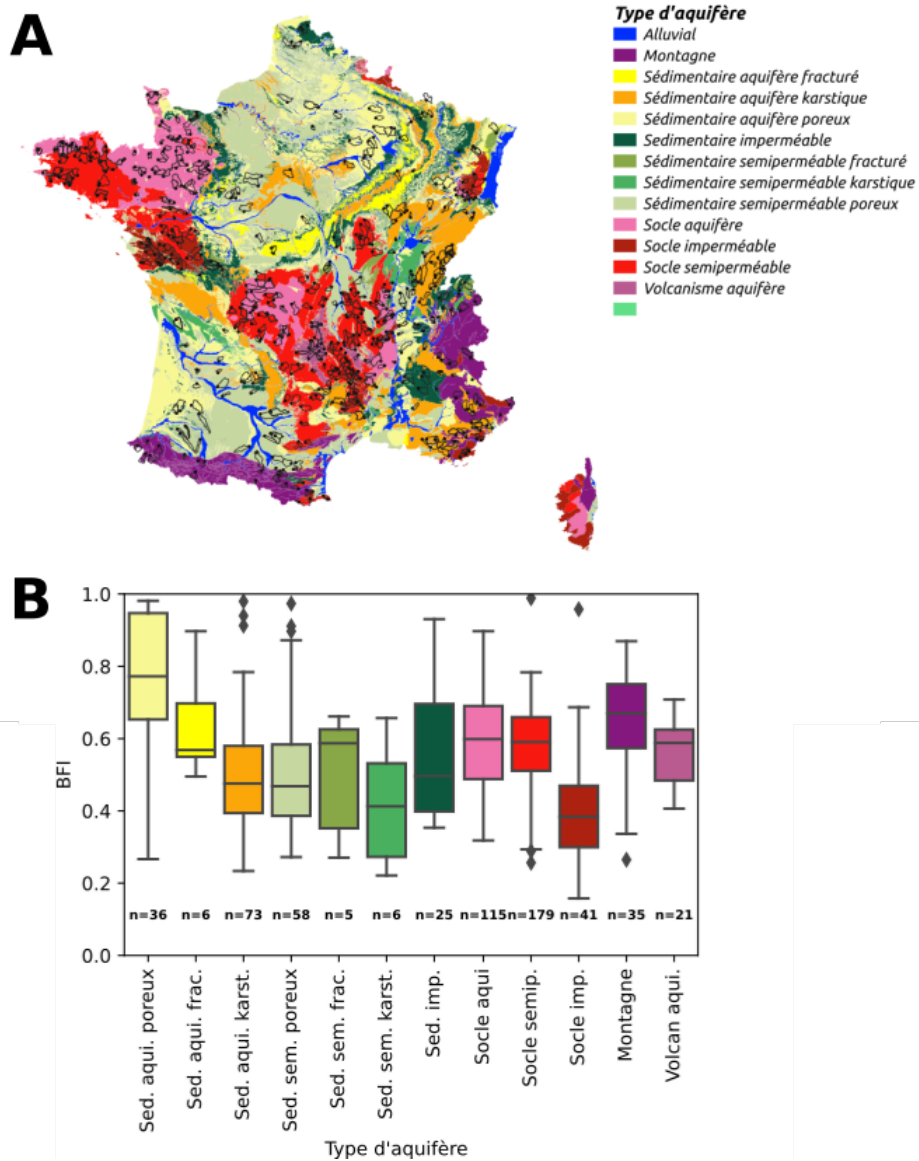 A
Type d'aquifère
Alluvial
Montagne
Sédimentaire aquifère fracturé
Sédimentaire aquifère karstique
Sédimentaire aquifère poreux
Sedimentaire imperméable
Sédimentaire semiperméable fracturé
Sédimentaire semiperméable karstique
Sédimentaire semiperméable poreux
Socle aquifère
Socle imperméable
Socle semiperméable
Volcanisme aquifère
B
1.0
0.8
0.6
0.4
0.2
0.0
BFI
n=36 n=6 n=73 n=58 n=5 n=6 n=25 n=115 n=179 n=41 n=35 n=21
Sed. aqui. poreux
Sed. aqui. frac.
Sed. aqui. karst.
Sed. sem. poreux
Sed. sem. frac.
Sed. sem. karst.
Sed. imp.
Socle aqui
Socle semip.
Socle imp.
Montagne
Volcan aqui.
Type d'aquifère